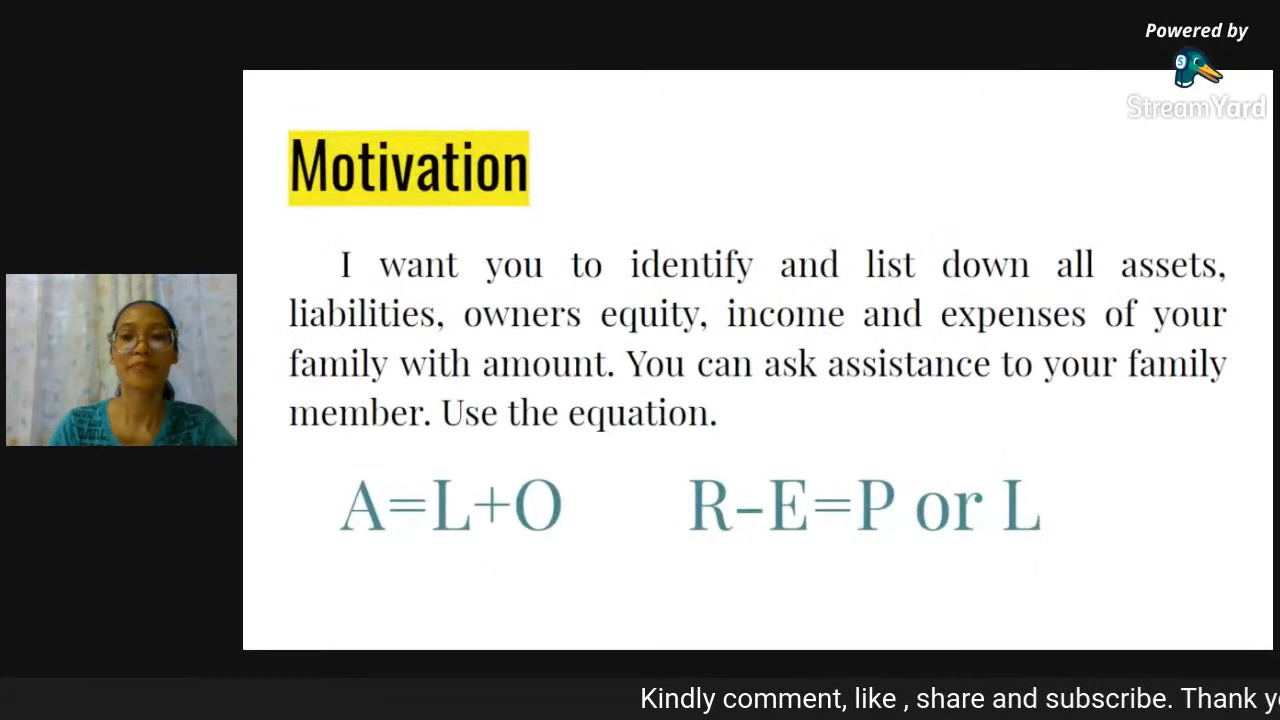 Powered by
StreamYard
Motivation
I want you to identify and list down all assets,
liabilities, owners equity, income and expenses of your
family with amount. You can ask assistance to your family
member. Use the equation.
A=L+O R-E=P or L
Kindly comment, like , share and subscribe. Thank y